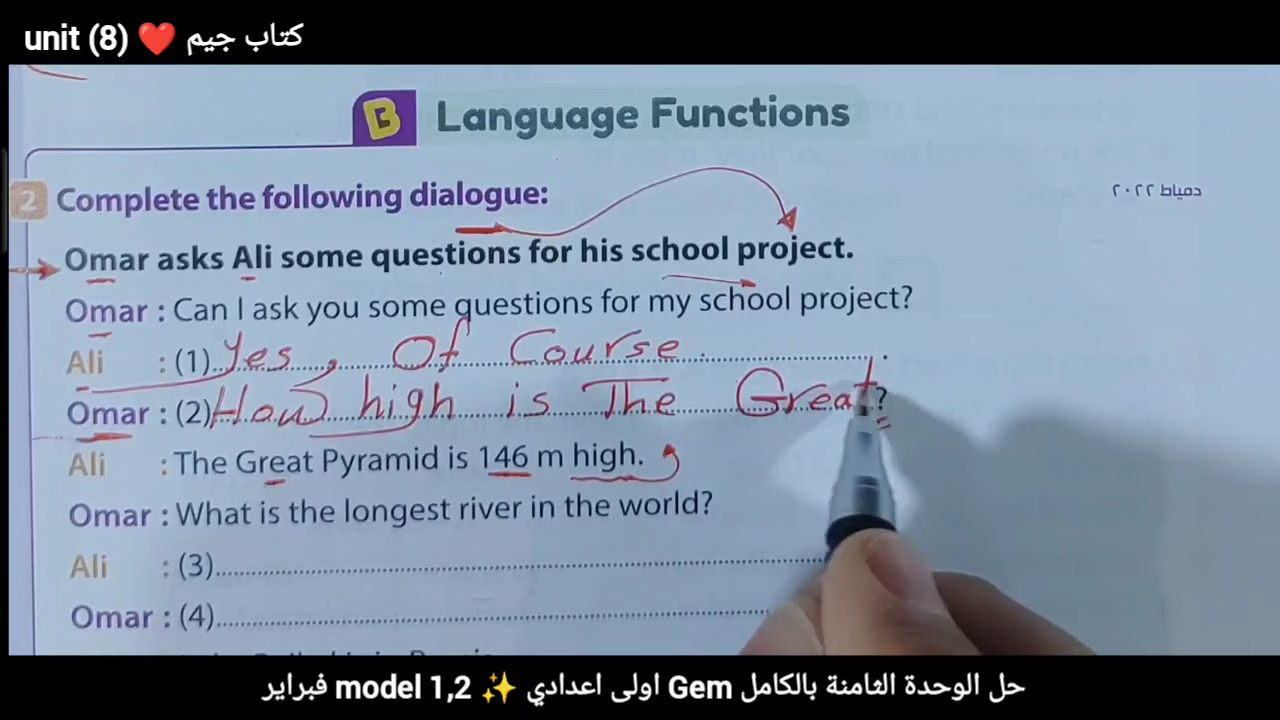 unit (8) ❤️ كتاب جيم
B Language Functions
2 Complete the following dialogue:
دمياط ٢٠٢٢
Omar asks Ali some questions for his school project.
Omar : Can I ask you some questions for my school project?
Ali : (1) Yes, Of Course.
Omar : (2) How high is The Great ?
Ali : The Great Pyramid is 146 m high.
Omar : What is the longest river in the world?
Ali : (3)
Omar : (4)
حل الوحدة الثامنة بالكامل Gem اولى اعدادي ✨ model 1,2 فبراير